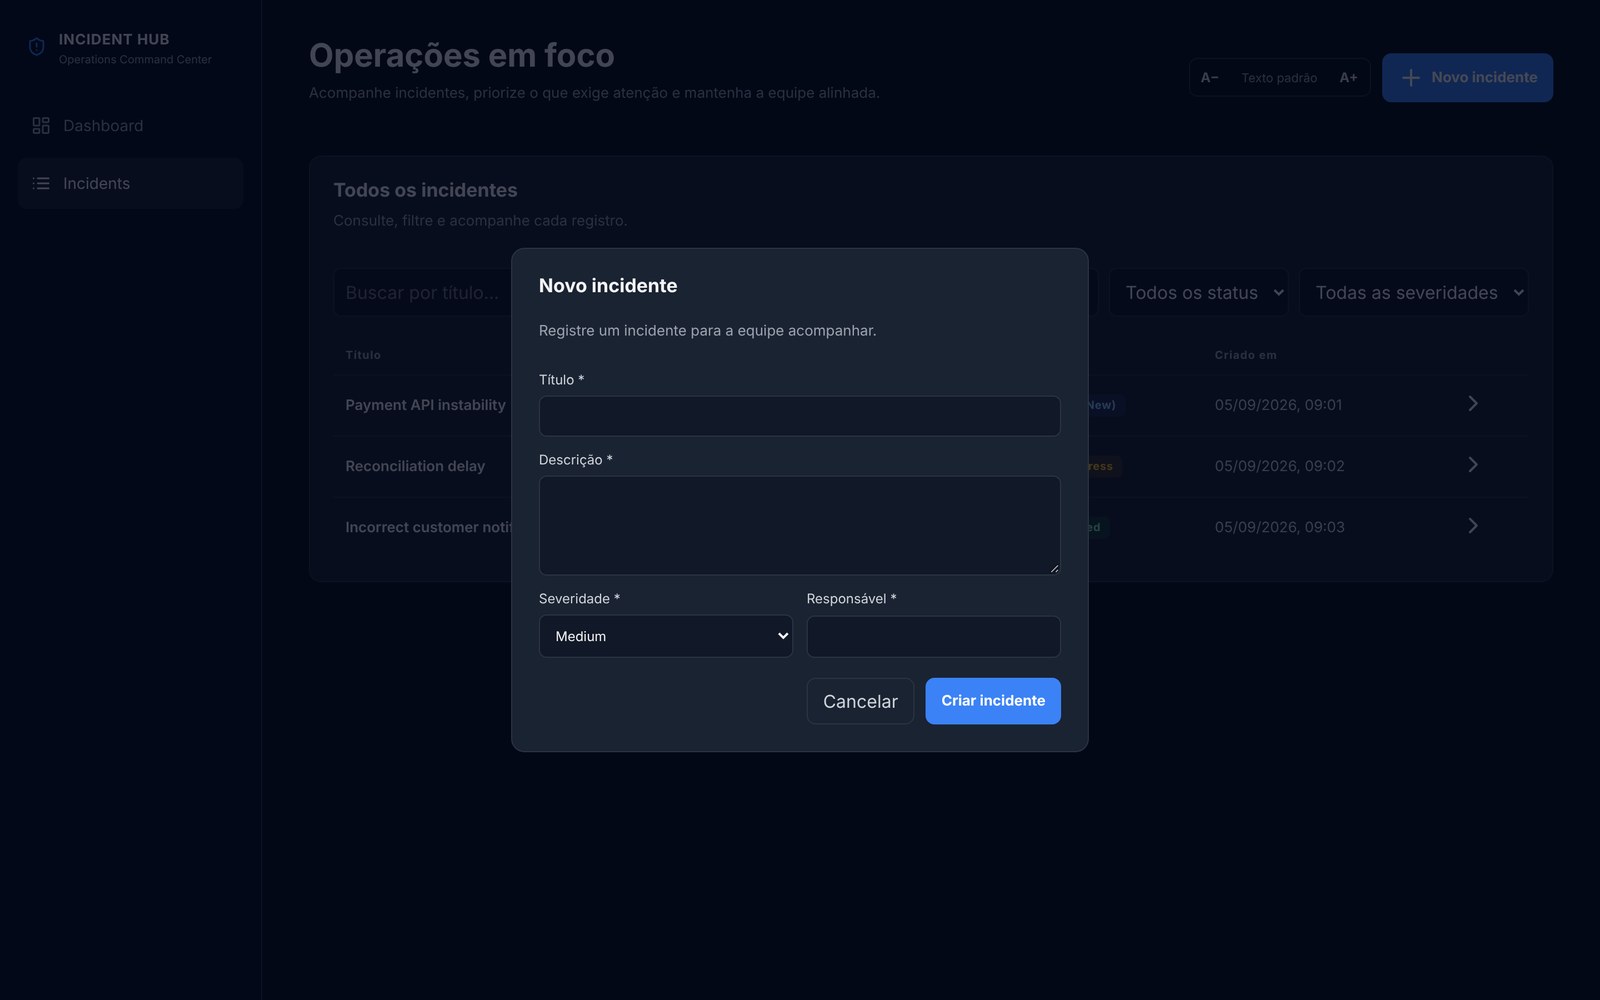 INCIDENT HUB
Operations Command Center
Dashboard
Incidents
Operações em foco
Acompanhe incidentes, priorize o que exige atenção e mantenha a equipe alinhada.
A−
Texto padrão
A+
Novo incidente
Todos os incidentes
Consulte, filtre e acompanhe cada registro.
Buscar por título...
Todos os status
Todas as severidades
Título
Criado em
Payment API instability
New)
05/09/2026, 09:01
Reconciliation delay
05/09/2026, 09:02
Incorrect customer
05/09/2026, 09:03
Novo incidente
Registre um incidente para a equipe acompanhar.
Título *
Descrição *
Severidade *
Responsável *
Medium
Cancelar
Criar incidente